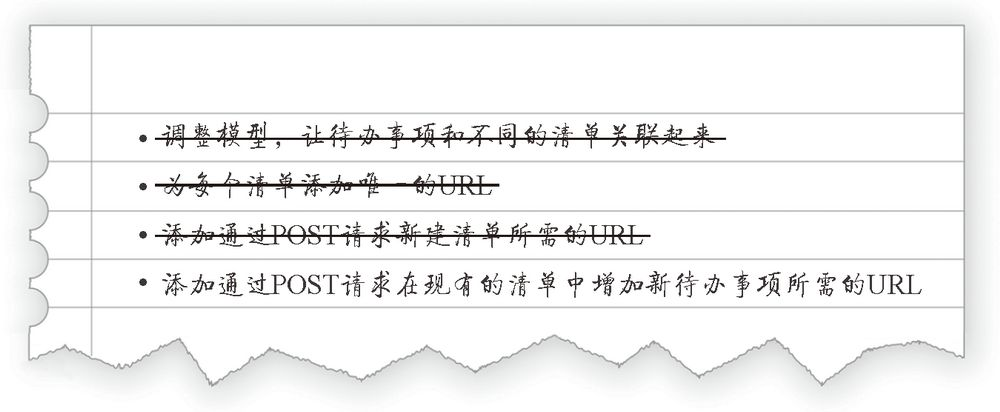 • 调整模型，让待办事项和不同的清单关联起来
• 为每个清单添加唯一的URL
• 添加通过POST请求新建清单所需的URL
• 添加通过POST请求在现有的清单中增加新待办事项所需的URL